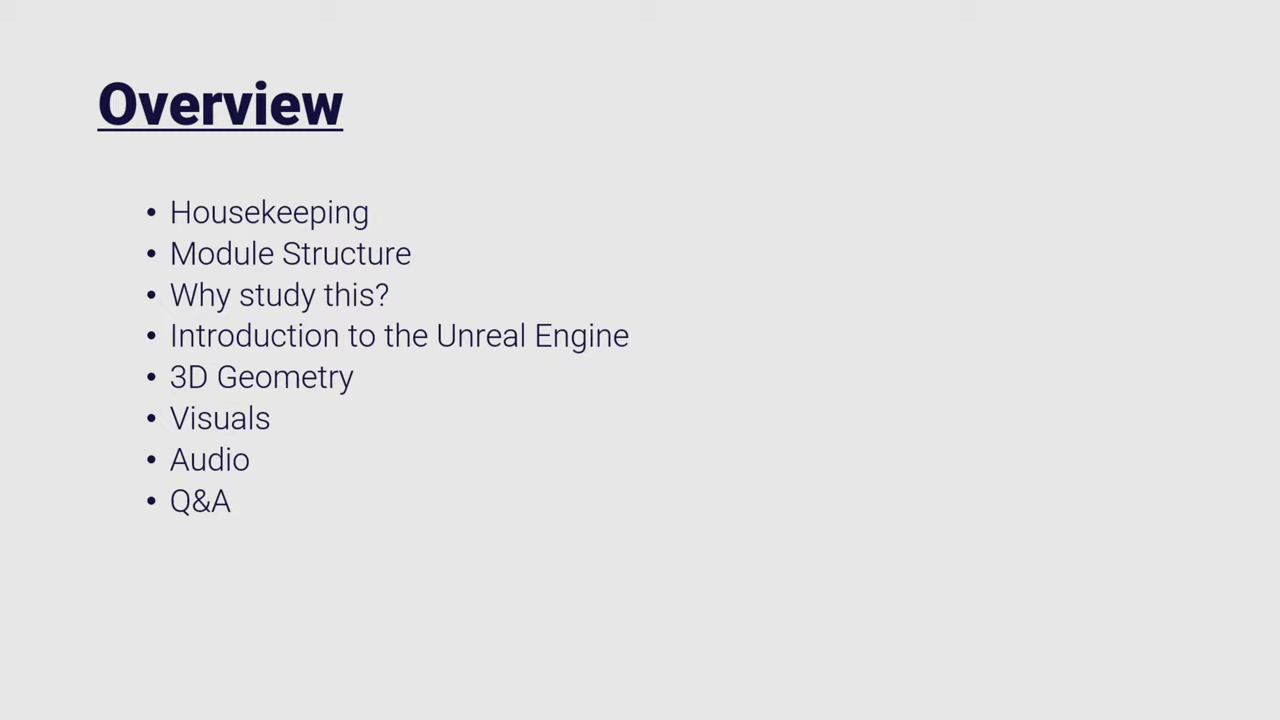 Overview
• Housekeeping
• Module Structure
• Why study this?
• Introduction to the Unreal Engine
• 3D Geometry
• Visuals
• Audio
• Q&A